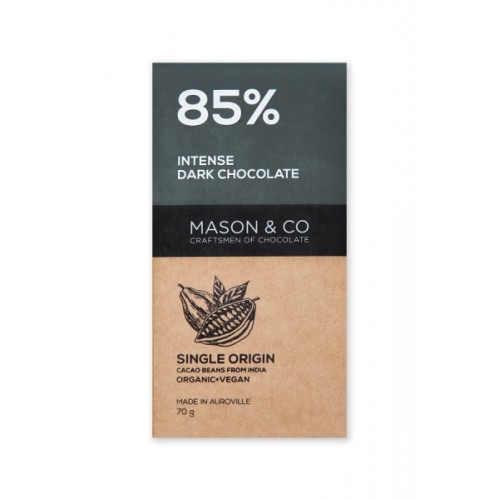 85%
INTENSE
DARK CHOCOLATE
MASON & CO
CRAFTSMEN OF CHOCOLATE
SINGLE ORIGIN
CACAO BEANS FROM INDIA
ORGANIC•VEGAN
MADE IN AUROVILLE
70 g